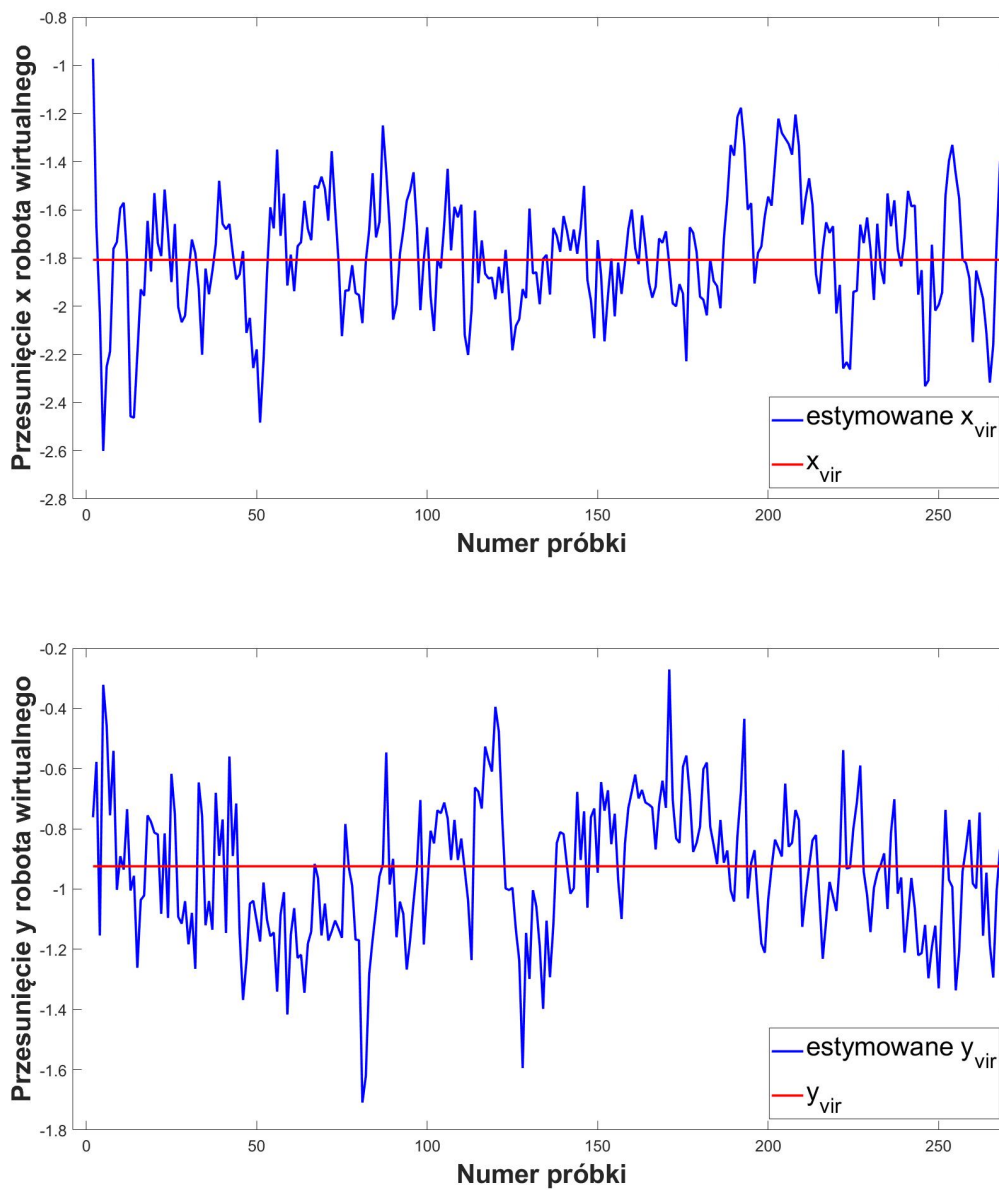 Przesunięcie x robota wirtualnego
-0.8
-1
-1.2
-1.4
-1.6
-1.8
-2
-2.2
-2.4
-2.6
-2.8
0 50 100 150 200 250
Numer próbki
estymowane x_vir
x_vir
Przesunięcie y robota wirtualnego
-0.2
-0.4
-0.6
-0.8
-1
-1.2
-1.4
-1.6
-1.8
0 50 100 150 200 250
Numer próbki
estymowane y_vir
y_vir